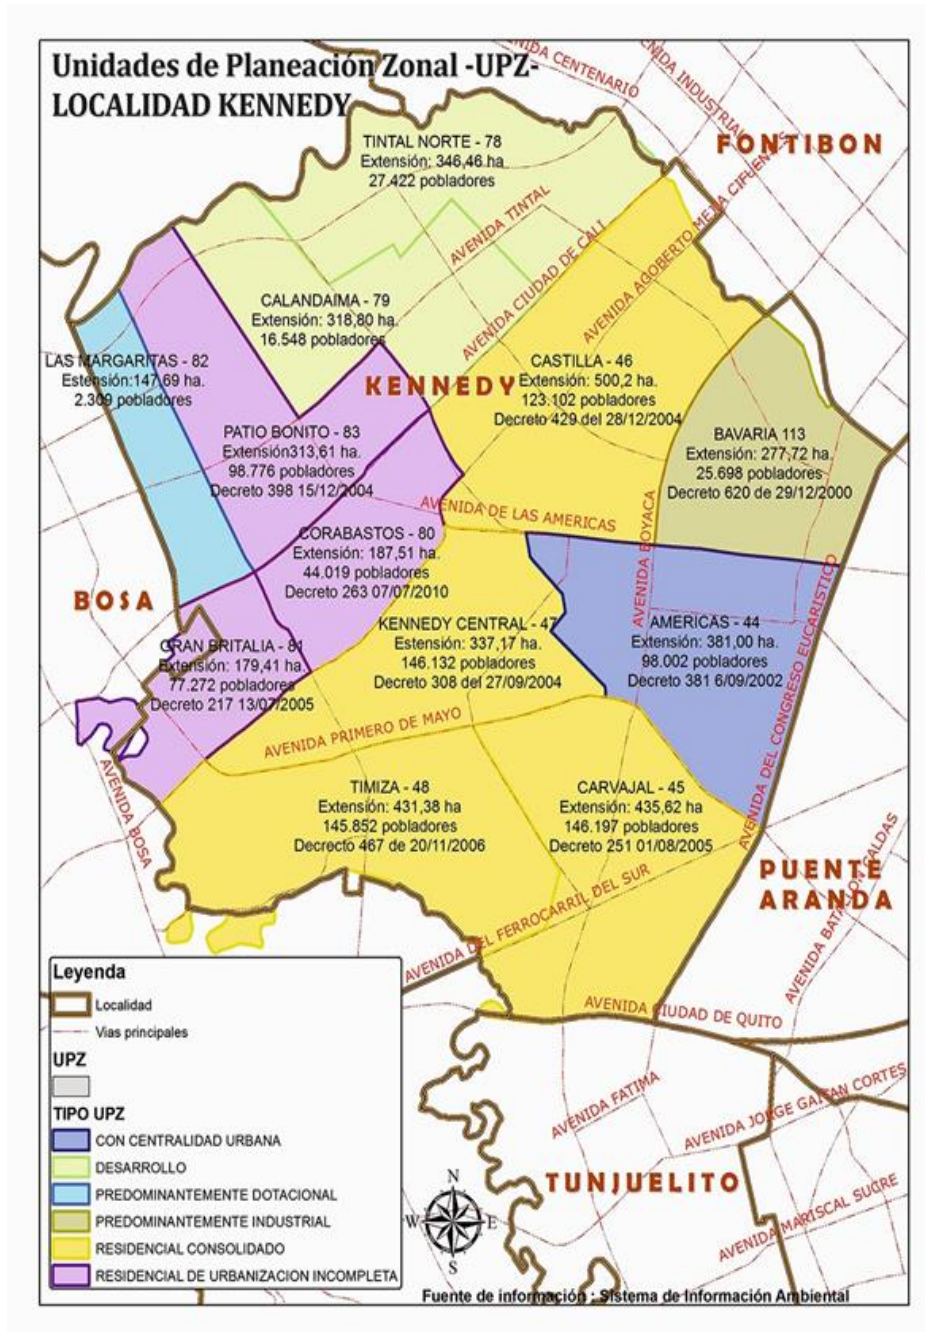 Unidades de Planeación Zonal -UPZ-
LOCALIDAD KENNEDY
AVENIDA CENTENARIO
AVENIDA INDUSTRIAL
FONTIBON
TINTAL NORTE - 78
Extensión: 346,46 ha
27.422 pobladores
AVENIDA TINTAL
AVENIDA CIUDAD DE CALI
AVENIDA AGOBERTO MEJIA CIFUENTES
CALANDAIMA - 79
Extensión: 318,80 ha.
16.548 pobladores
LAS MARGARITAS - 82
Estensión:147,69 ha.
2.309 pobladores
KENNEDY
CASTILLA - 46
Extensión: 500,2 ha.
123.102 pobladores
Decreto 429 del 28/12/2004
PATIO BONITO - 83
Extensión313,61 ha.
98.776 pobladores
Decreto 398 15/12/2004
BAVARIA 113
Extensión: 277,72 ha.
25.698 pobladores
Decreto 620 de 29/12/2000
AVENIDA DE LAS AMERICAS
AVENIDA BOYACA
CORABASTOS - 80
Extensión: 187,51 ha.
44.019 pobladores
Decreto 263 07/07/2010
BOSA
KENNEDY CENTRAL - 47
Estensión: 337,17 ha.
146.132 pobladores
Decreto 308 del 27/09/2004
AMERICAS - 44
Extensión: 381,00 ha.
98.002 pobladores
Decreto 381 6/09/2002
AVENIDA DEL CONGRESO EUCARISTICO
GRAN BRITALIA - 81
Extensión: 179,41 ha.
77.272 pobladores
Decreto 217 13/07/2005
AVENIDA PRIMERO DE MAYO
AVENIDA BOSA
TIMIZA - 48
Extensión: 431,38 ha
145.852 pobladores
Decrecto 467 de 20/11/2006
CARVAJAL - 45
Extensión: 435,62 ha
146.197 pobladores
Decreto 251 01/08/2005
PUENTE
ARANDA
AVENIDA BATALLON CALDAS
AVENIDA DEL FERROCARRIL DEL SUR
AVENIDA CIUDAD DE QUITO
Leyenda
Localidad
Vias principales
UPZ
TIPO UPZ
CON CENTRALIDAD URBANA
DESARROLLO
PREDOMINANTEMENTE DOTACIONAL
PREDOMINANTEMENTE INDUSTRIAL
RESIDENCIAL CONSOLIDADO
RESIDENCIAL DE URBANIZACION INCOMPLETA
AVENIDA FATIMA
AVENIDA JORGE GAITAN CORTES
TUNJUELITO
AVENIDA MARISCAL SUCRE
N
W
E
S
Fuente de información : Sistema de Información Ambiental